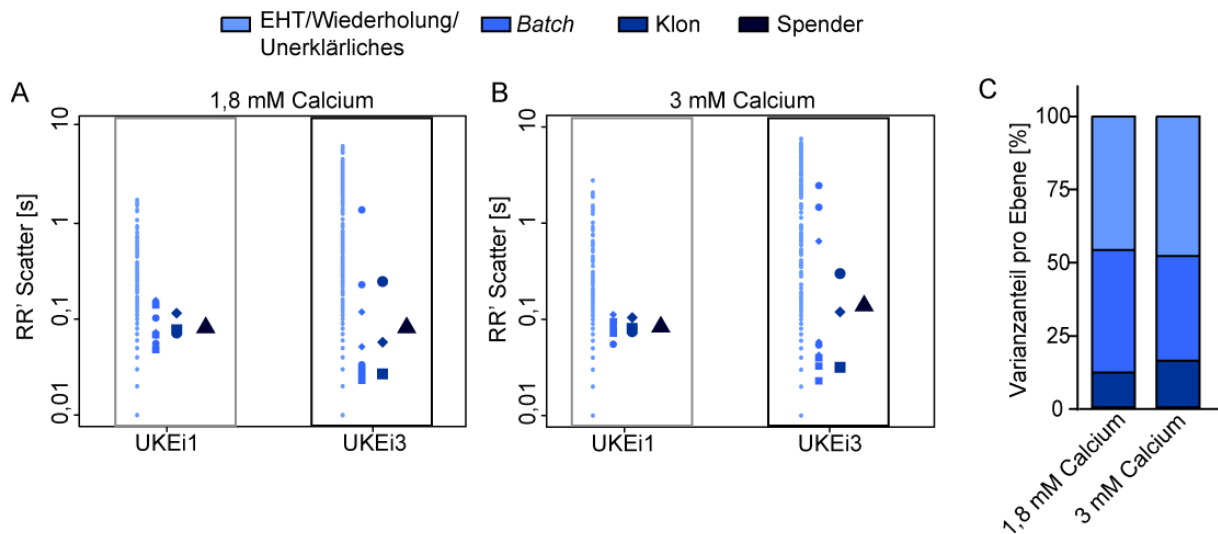 EHT/Wiederholung/
Unerklärliches
Batch
Klon
Spender
A
1,8 mM Calcium
RR' Scatter [s]
10
1
0,1
0,01
UKEi1
UKEi3
B
3 mM Calcium
RR' Scatter [s]
10
1
0,1
0,01
UKEi1
UKEi3
C
Varianzanteil pro Ebene [%]
100
75
50
25
0
1,8 mM Calcium
3 mM Calcium